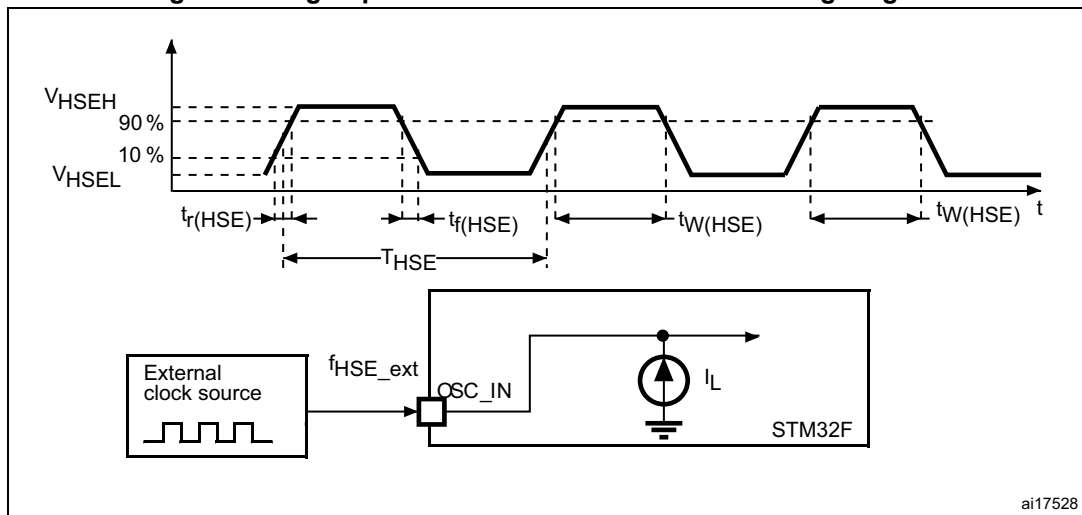 VHSEH
90 %
10 %
VHSEL
tr(HSE)
tf(HSE)
tW(HSE)
tW(HSE)
t
THSE
External
clock source
fHSE_ext
OSC_IN
IL
STM32F
ai17528